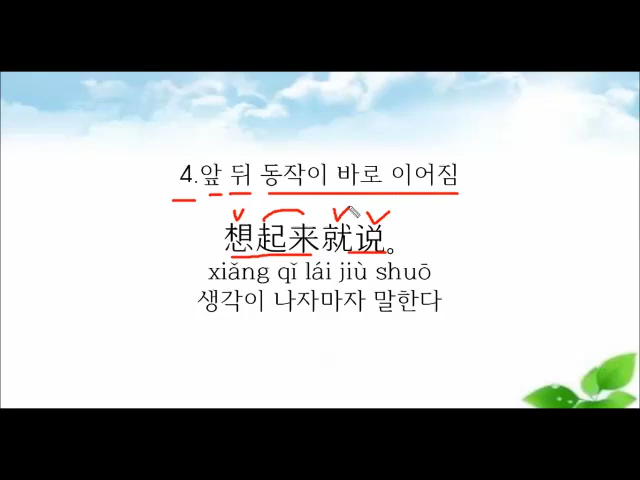 4.앞 뒤 동작이 바로 이어짐
想起来就说。
xiǎng qǐ lái jiù shuō
생각이 나자마자 말한다